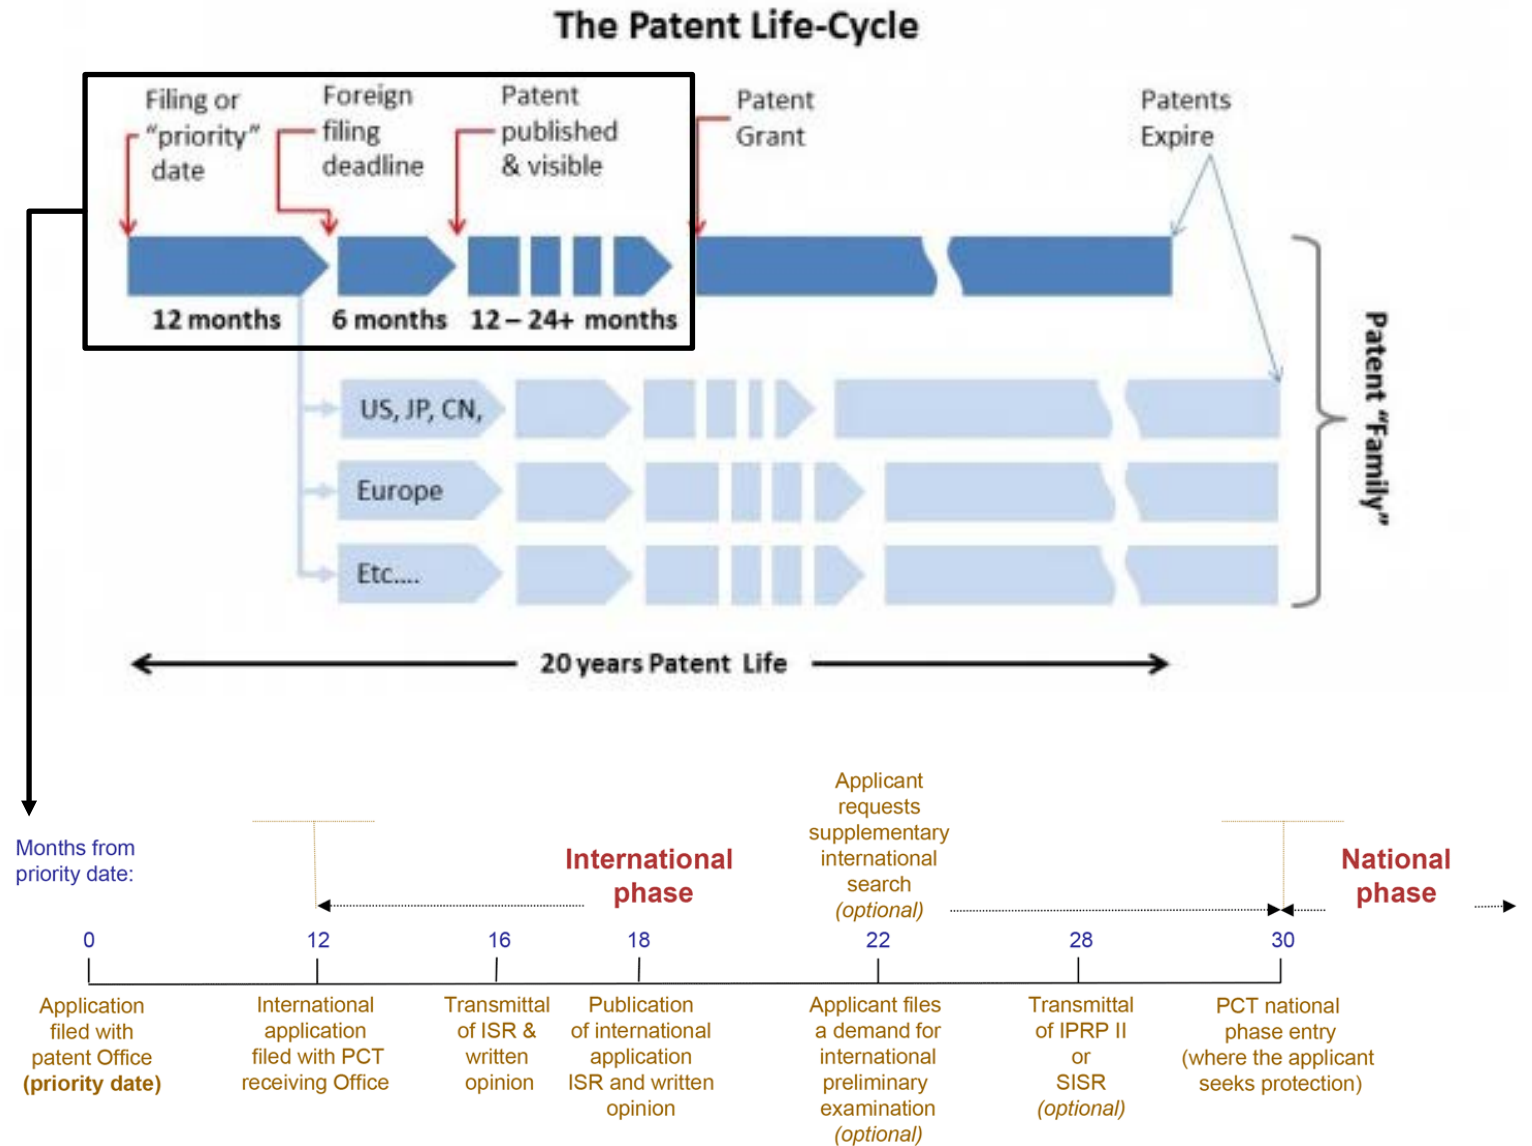 The Patent Life-Cycle
Filing or
“priority”
date
Foreign
filing
deadline
Patent
published
& visible
Patent
Grant
Patents
Expire
12 months
6 months
12 – 24+ months
US, JP, CN,
Europe
Etc....
Patent “Family”
20 years Patent Life
Months from
priority date:
International
phase
Applicant
requests
supplementary
international
search
(optional)
National
phase
0
12
16
18
22
28
30
Application
filed with
patent Office
(priority date)
International
application
filed with PCT
receiving Office
Transmittal
of ISR &
written
opinion
Publication
of international
application
ISR and written
opinion
Applicant files
a demand for
international
preliminary
examination
(optional)
Transmittal
of IPRP II
or
SISR
(optional)
PCT national
phase entry
(where the applicant
seeks protection)